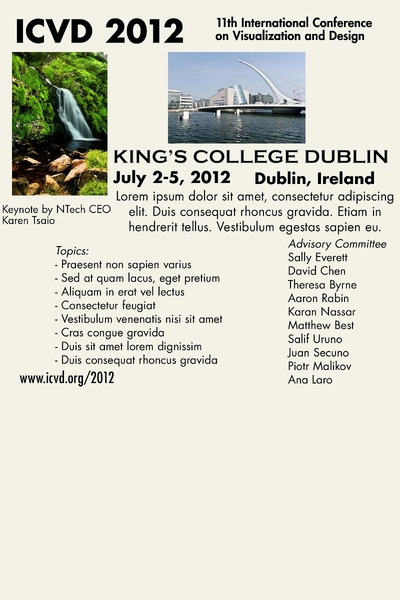 ICVD 2012
11th International Conference
on Visualization and Design
KING'S COLLEGE DUBLIN
July 2-5, 2012 Dublin, Ireland
Lorem ipsum dolor sit amet, consectetur adipiscing
elit. Duis consequat rhoncus gravida. Etiam in
hendrerit tellus. Vestibulum egestas sapien eu.
Keynote by NTech CEO
Karen Tsaio
Topics:
- Praesent non sapien varius
- Sed at quam lacus, eget pretium
- Aliquam in erat vel lectus
- Consectetur feugiat
- Vestibulum venenatis nisi sit amet
- Cras congue gravida
- Duis sit amet lorem dignissim
- Duis consequat rhoncus gravida
Advisory Committee
Sally Everett
David Chen
Theresa Byrne
Aaron Rabin
Karan Nassar
Matthew Best
Salif Uruno
Juan Secuno
Piotr Malikov
Ana Laro
www.icvd.org/2012